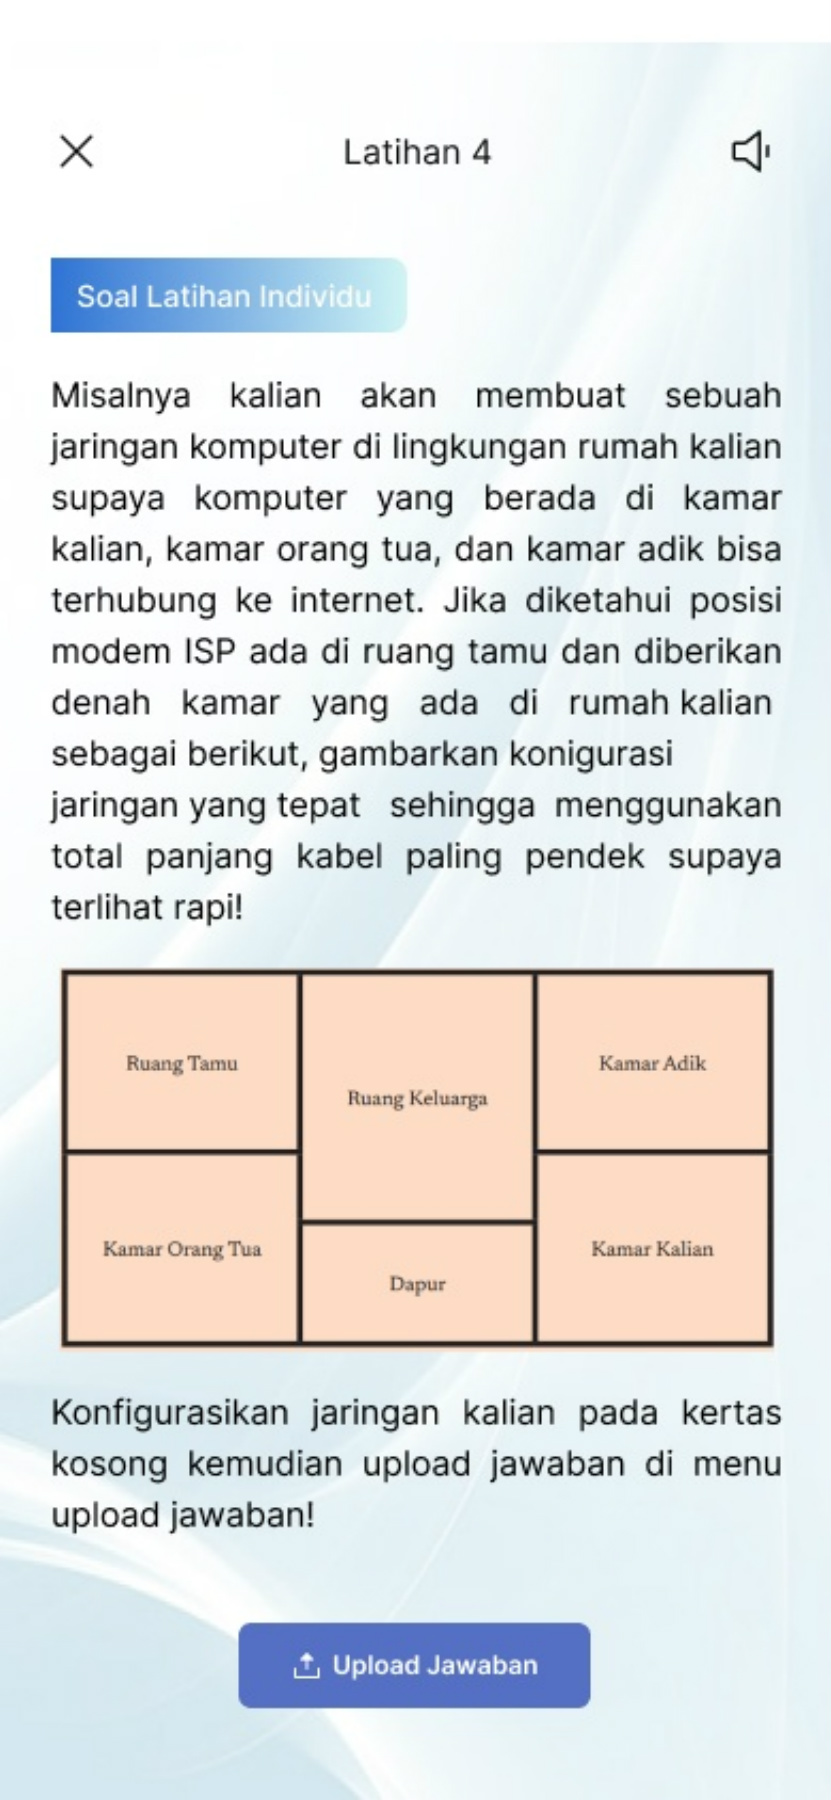 Latihan 4
Soal Latihan Individu
Misalnya kalian akan membuat sebuah
jaringan komputer di lingkungan rumah kalian
supaya komputer yang berada di kamar
kalian, kamar orang tua, dan kamar adik bisa
terhubung ke internet. Jika diketahui posisi
modem ISP ada di ruang tamu dan diberikan
denah kamar yang ada di rumah kalian
sebagai berikut, gambarkan konigurasi
jaringan yang tepat sehingga menggunakan
total panjang kabel paling pendek supaya
terlihat rapi!
Ruang Tamu
Ruang Keluarga
Kamar Adik
Kamar Orang Tua
Dapur
Kamar Kalian
Konfigurasikan jaringan kalian pada kertas
kosong kemudian upload jawaban di menu
upload jawaban!
Upload Jawaban